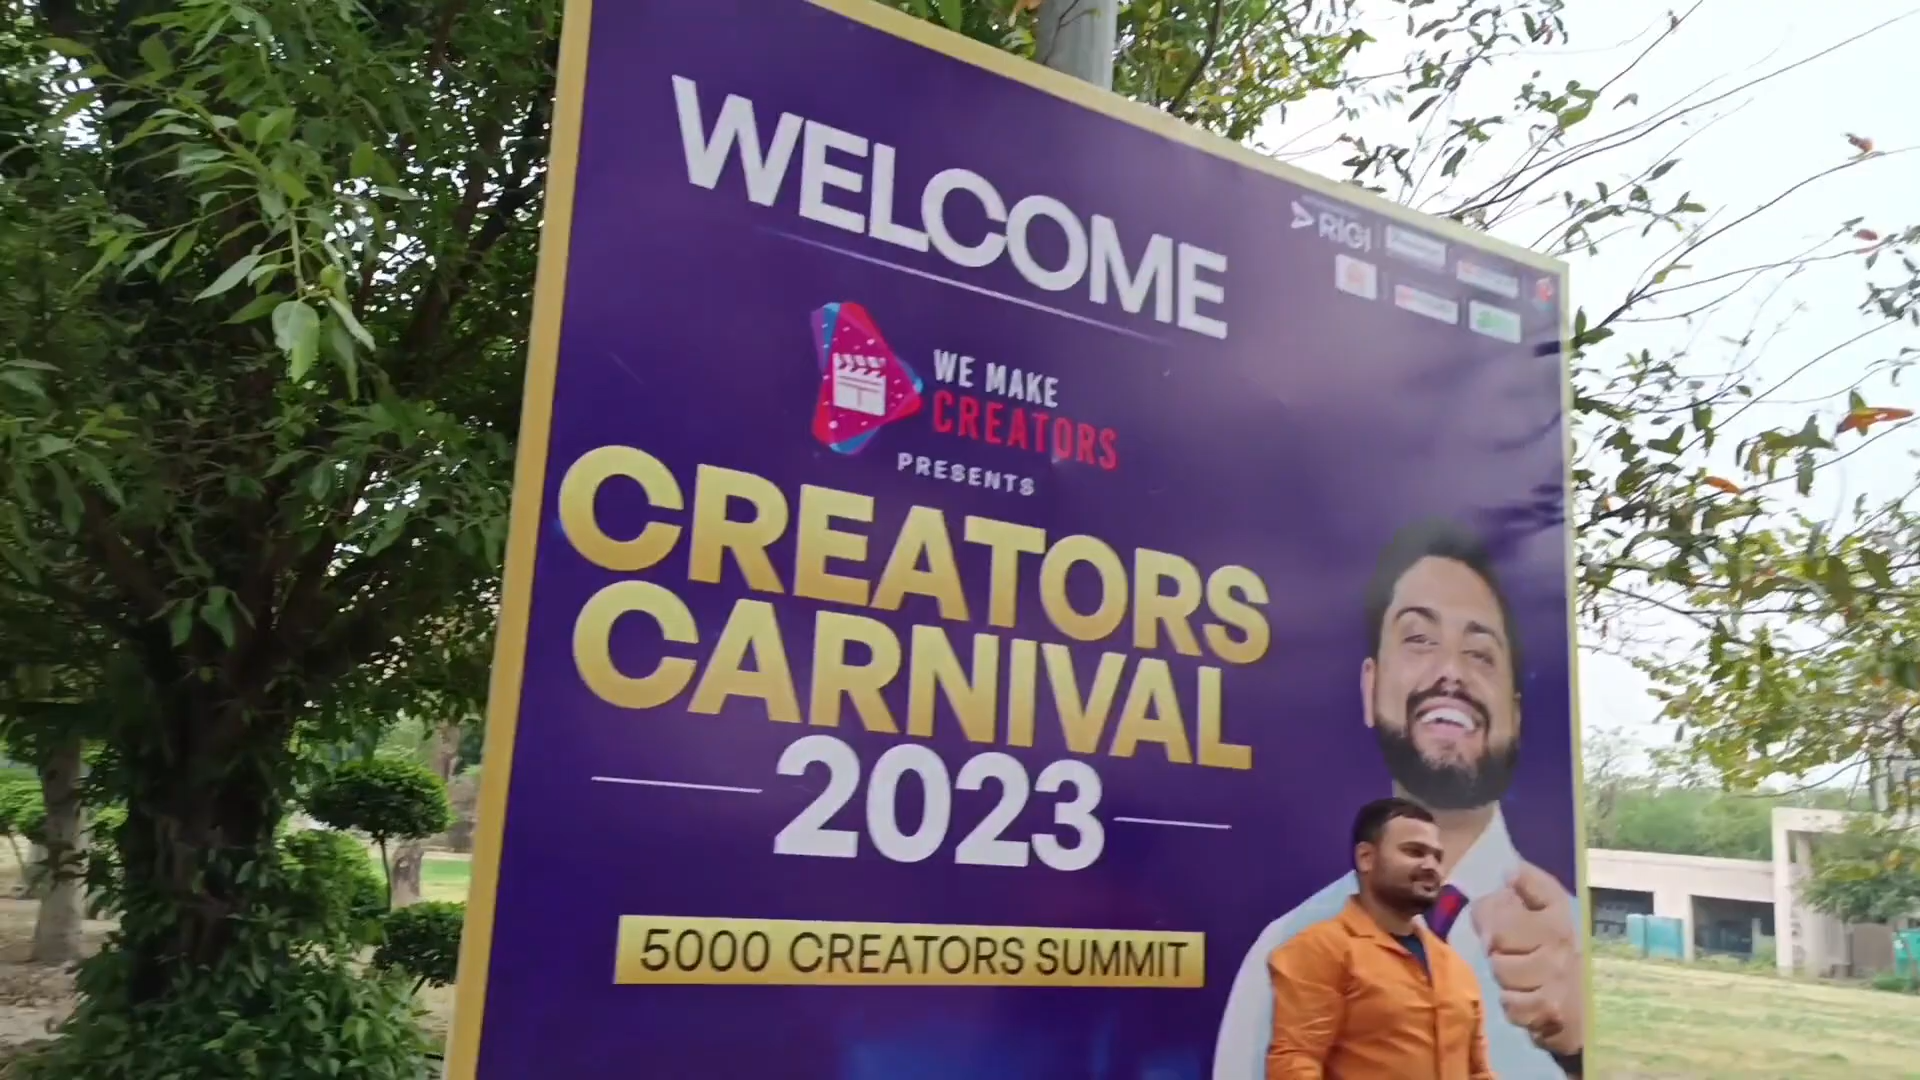 WELCOME
RIGI
WE MAKE
CREATORS
PRESENTS
CREATORS
CARNIVAL
2023
5000 CREATORS SUMMIT